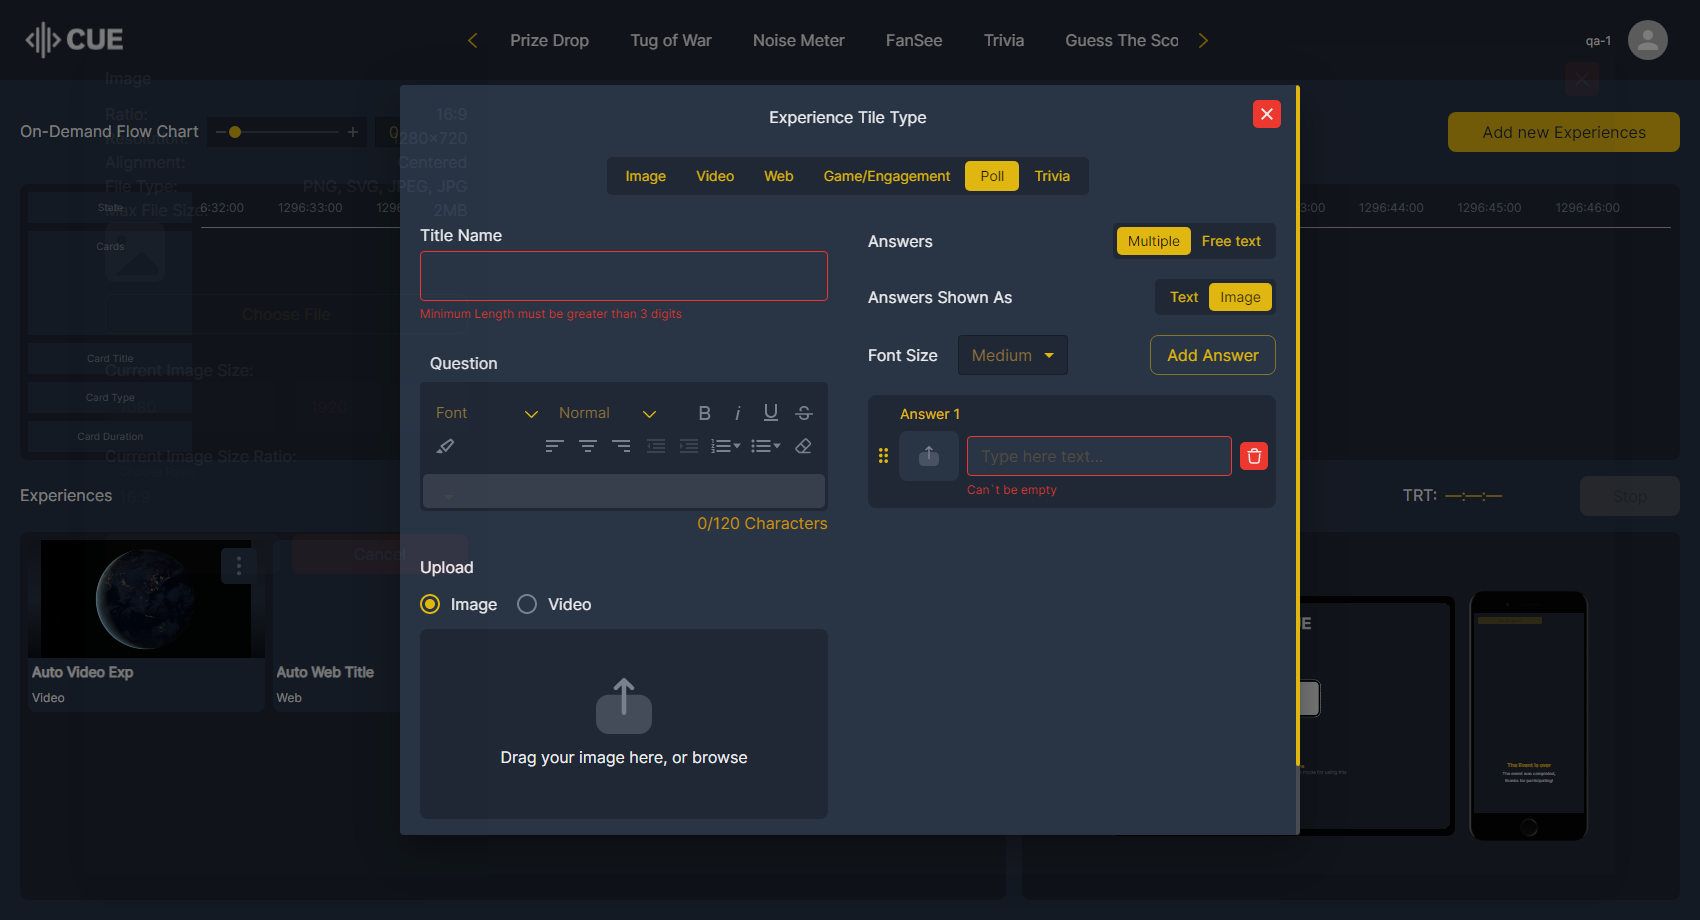 CUE
Prize Drop
Tug of War
Noise Meter
FanSee
Trivia
Guess The Sco
qa-1
Image
Ratio:
16:9
On-Demand Flow Chart
Resolution:
1280x720
Alignment:
Centered
File Type:
PNG, SVG, JPEG, JPG
Max File Size:
2MB
Add new Experiences
State
6:32:00
1296:33:00
1296:44:00
1296:45:00
1296:46:00
Cards
Choose File
Card Title
Current Image Size:
Card Type
Card Duration
Current Image Size Ratio:
Experiences
Cancel
TRT: —:—:—
Stop
Auto Video Exp
Video
Auto Web Title
Web
Experience Tile Type
Image
Video
Web
Game/Engagement
Poll
Trivia
Title Name
Minimum Length must be greater than 3 digits
Question
Font
Normal
0/120 Characters
Upload
Image
Video
Drag your image here, or browse
Answers
Multiple
Free text
Answers Shown As
Text
Image
Font Size
Medium
Add Answer
Answer 1
Type here text...
Can`t be empty
The Event is over
The event was completed,
thanks for participating!